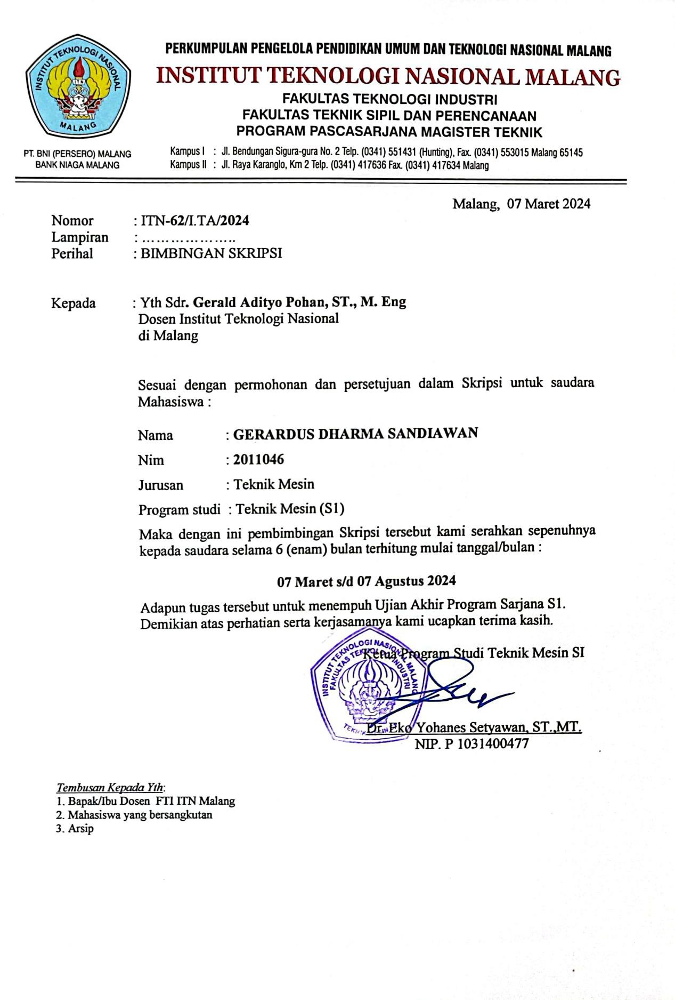 INSTITUT TEKNOLOGI NASIONAL
ITN
MALANG
PT. BNI (PERSERO) MALANG
BANK NIAGA MALANG
PERKUMPULAN PENGELOLA PENDIDIKAN UMUM DAN TEKNOLOGI NASIONAL MALANG
INSTITUT TEKNOLOGI NASIONAL MALANG
FAKULTAS TEKNOLOGI INDUSTRI
FAKULTAS TEKNIK SIPIL DAN PERENCANAAN
PROGRAM PASCASARJANA MAGISTER TEKNIK
Kampus I : Jl. Bendungan Sigura-gura No. 2 Telp. (0341) 551431 (Hunting), Fax. (0341) 553015 Malang 65145
Kampus II : Jl. Raya Karanglo, Km 2 Telp. (0341) 417636 Fax. (0341) 417634 Malang
Malang, 07 Maret 2024
Nomor : ITN-62/I.TA/2024
Lampiran : ………………..
Perihal : BIMBINGAN SKRIPSI
Kepada : Yth Sdr. Gerald Adityo Pohan, ST., M. Eng
Dosen Institut Teknologi Nasional
di Malang
Sesuai dengan permohonan dan persetujuan dalam Skripsi untuk saudara
Mahasiswa :
Nama : GERARDUS DHARMA SANDIAWAN
Nim : 2011046
Jurusan : Teknik Mesin
Program studi : Teknik Mesin (S1)
Maka dengan ini pembimbingan Skripsi tersebut kami serahkan sepenuhnya
kepada saudara selama 6 (enam) bulan terhitung mulai tanggal/bulan :
07 Maret s/d 07 Agustus 2024
Adapun tugas tersebut untuk menempuh Ujian Akhir Program Sarjana S1.
Demikian atas perhatian serta kerjasamanya kami ucapkan terima kasih.
Ketua Program Studi Teknik Mesin SI
INSTITUT TEKNOLOGI NASIONAL MALANG
FAKULTAS TEKNOLOGI INDUSTRI
TEKNIK MESIN
Dr. Eko Yohanes Setyawan, ST.,MT.
NIP. P 1031400477
Tembusan Kepada Yth:
1. Bapak/Ibu Dosen FTI ITN Malang
2. Mahasiswa yang bersangkutan
3. Arsip